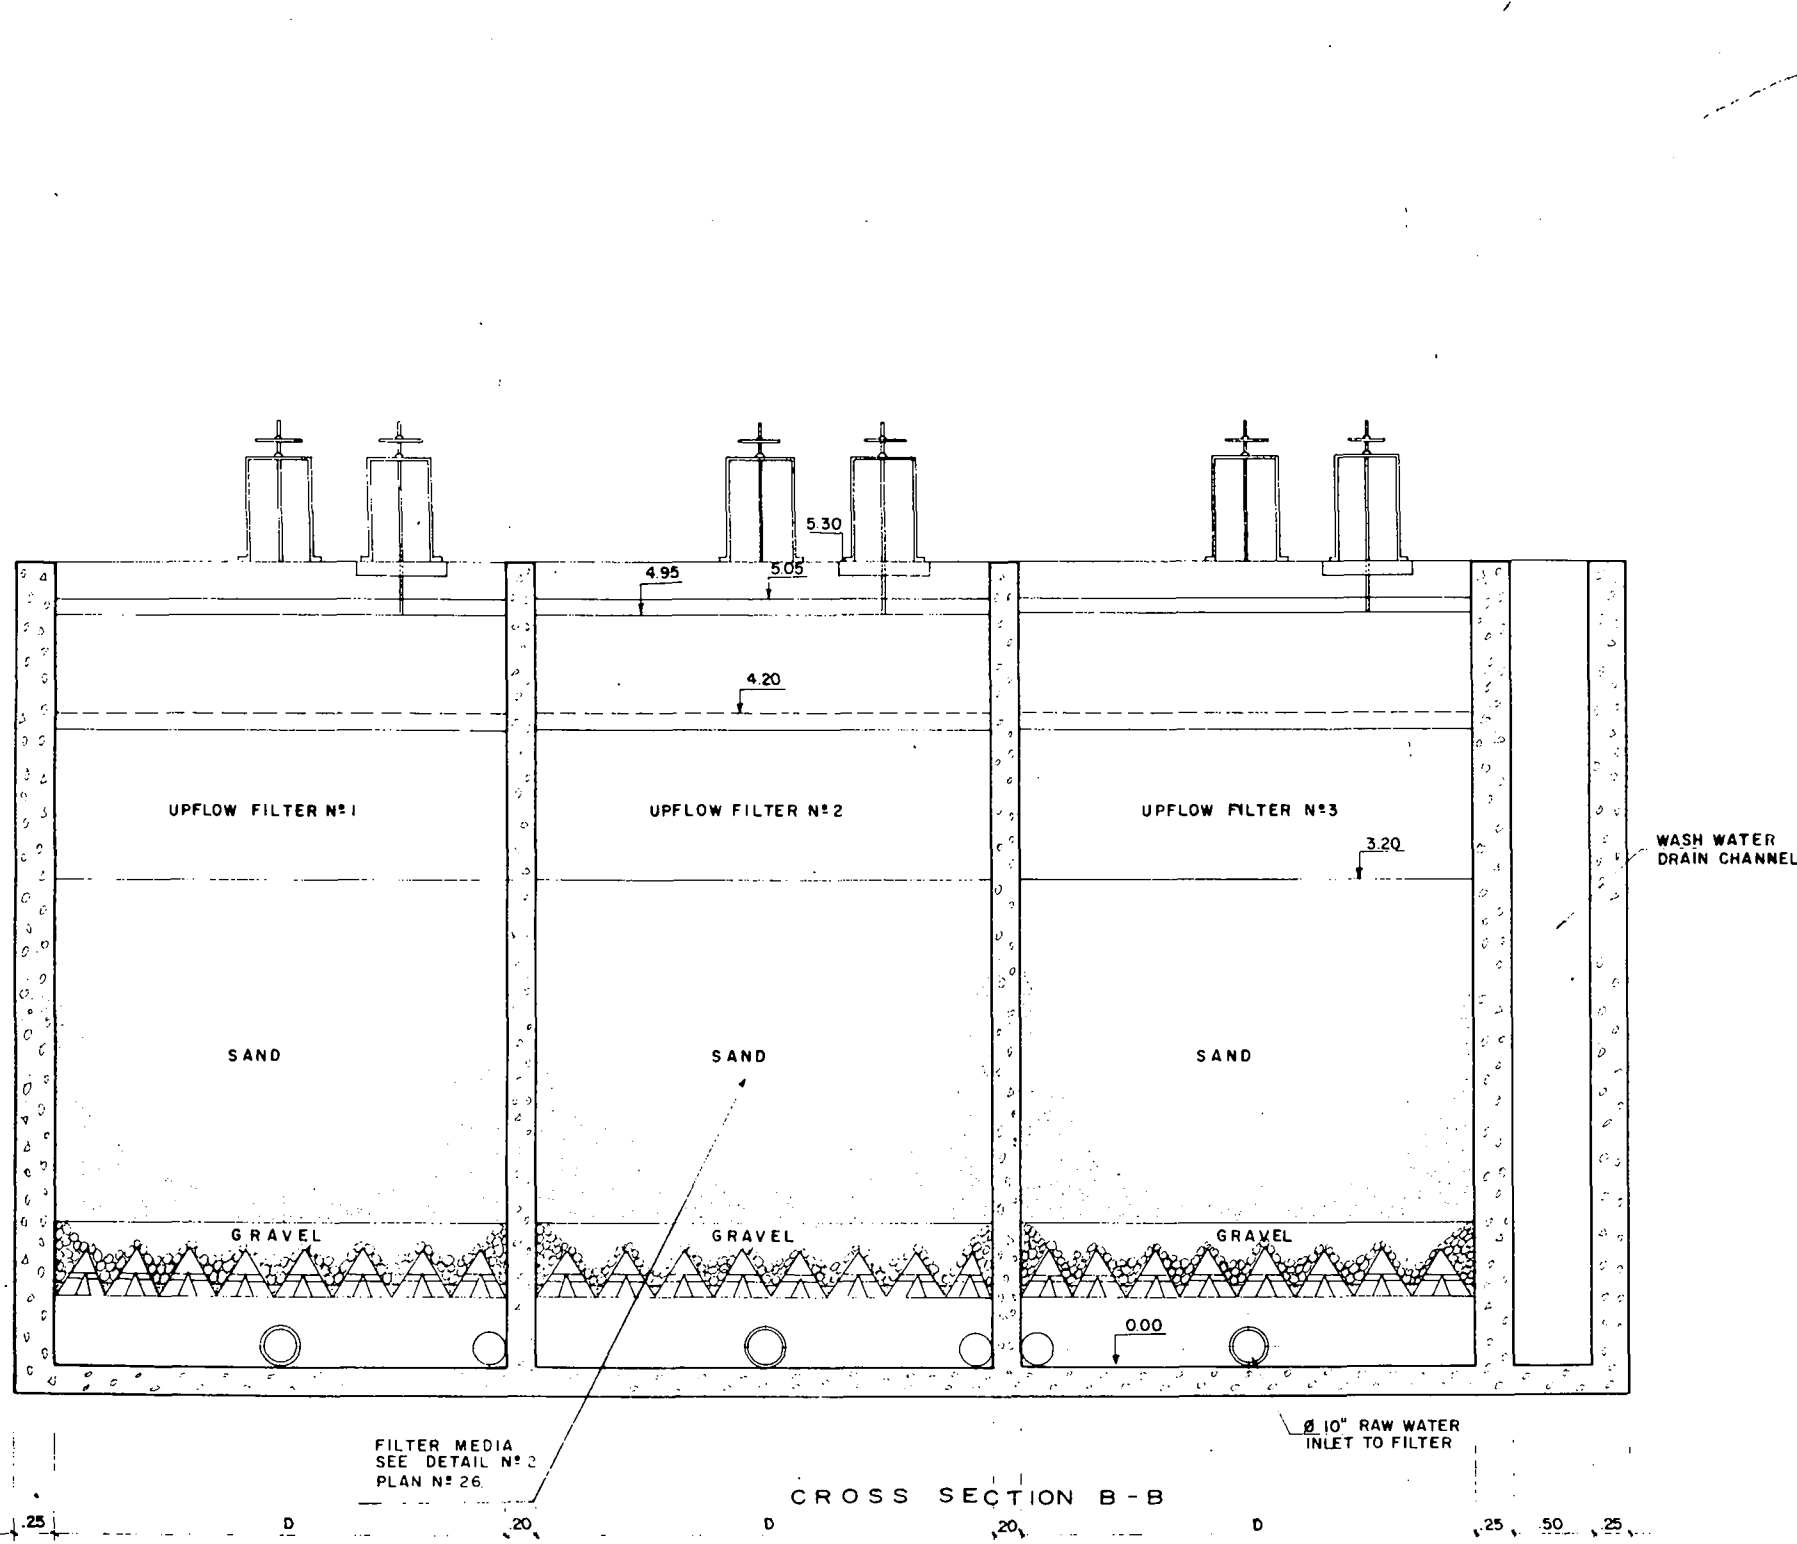 5.30
4.95
5.05
4.20
UPFLOW FILTER Nº 1
UPFLOW FILTER Nº 2
UPFLOW FILTER Nº 3
3.20
WASH WATER
DRAIN CHANNEL
SAND
SAND
SAND
GRAVEL
GRAVEL
GRAVEL
0.00
Ø 10" RAW WATER
INLET TO FILTER
FILTER MEDIA
SEE DETAIL Nº 2
PLAN Nº 26
CROSS SECTION B-B
.25 D .20 D .20 D .25 .50 .25